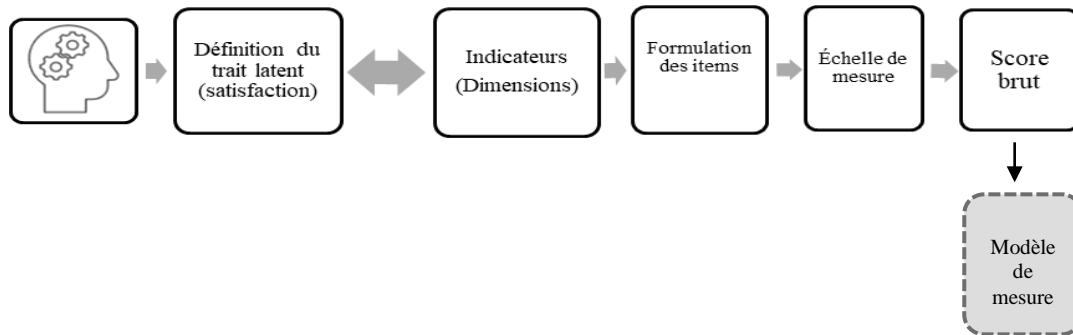 Définition du
trait latent
(satisfaction)
Indicateurs
(Dimensions)
Formulation
des items
Échelle de
mesure
Score
brut
Modèle
de
mesure